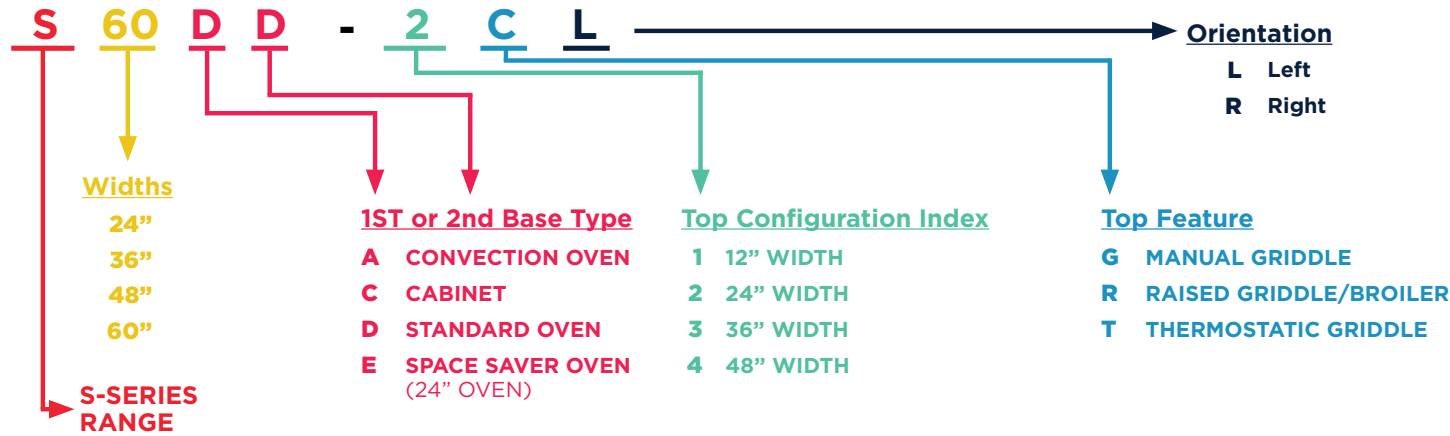 S 60 D D - 2 C L
Orientation
L Left
R Right
Widths
24”
36”
48”
60”
S-SERIES
RANGE
1ST or 2nd Base Type
A CONVECTION OVEN
C CABINET
D STANDARD OVEN
E SPACE SAVER OVEN
(24” OVEN)
Top Configuration Index
1 12” WIDTH
2 24” WIDTH
3 36” WIDTH
4 48” WIDTH
Top Feature
G MANUAL GRIDDLE
R RAISED GRIDDLE/BROILER
T THERMOSTATIC GRIDDLE